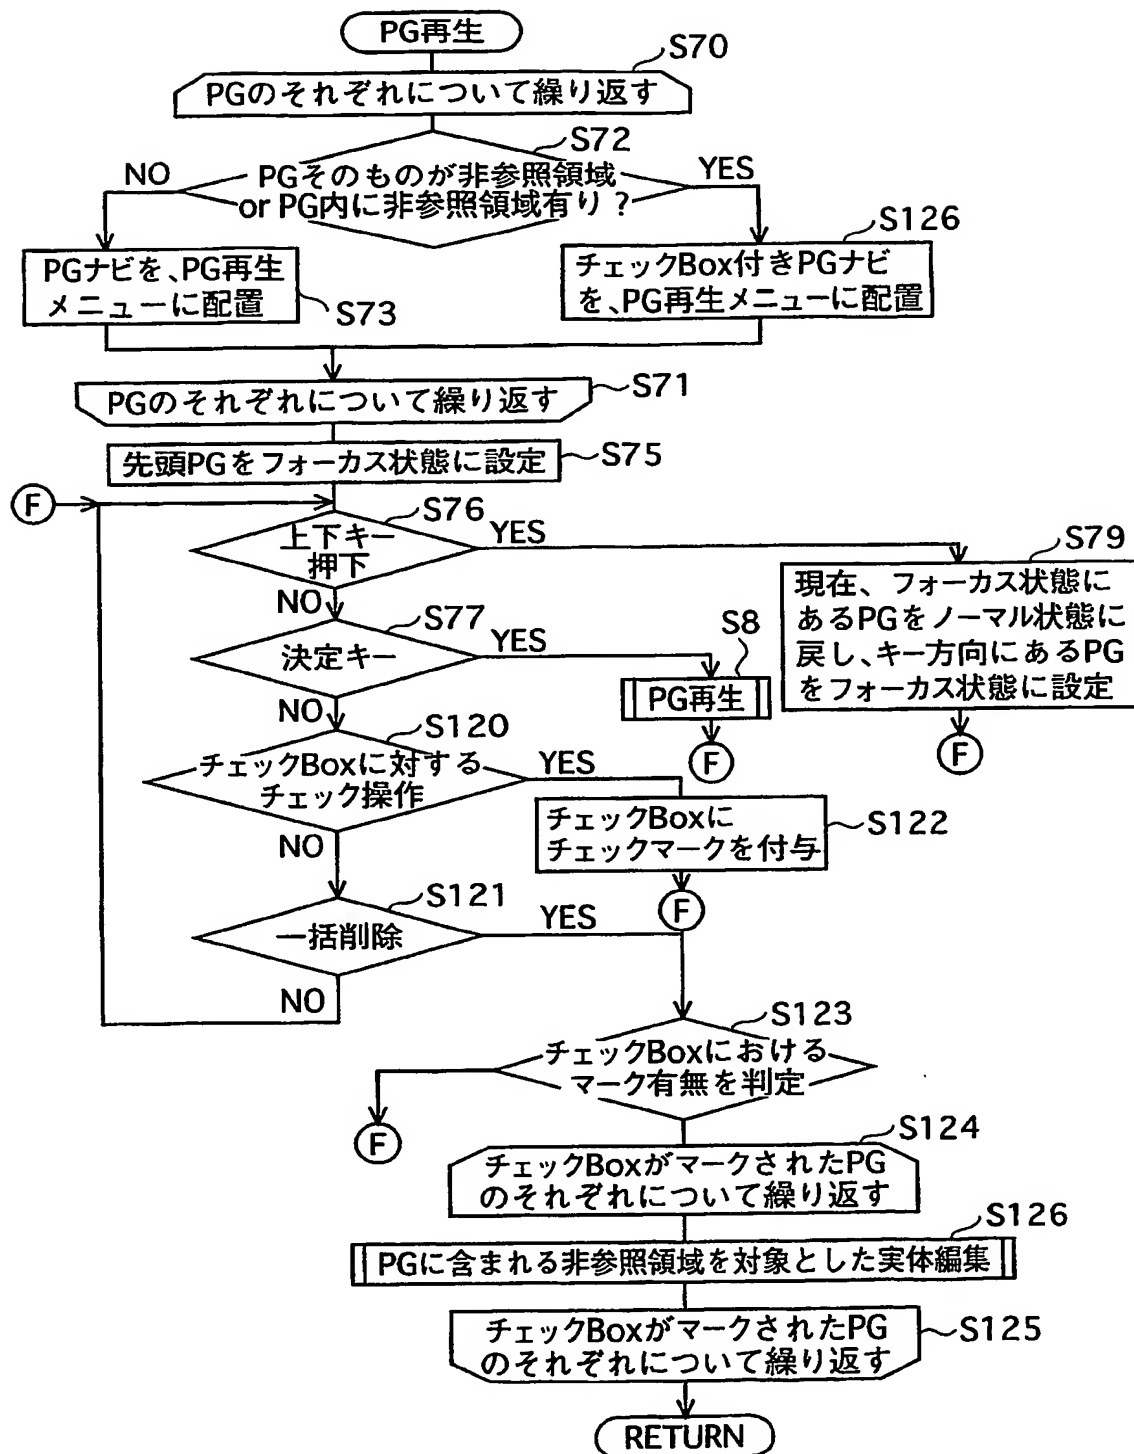 PG再生
S70
PGのそれぞれについて繰り返す
S72
NO
PGそのものが非参照領域
or PG内に非参照領域有り?
YES
S126
PGナビを、PG再生
メニューに配置
S73
チェックBox付きPGナビ
を、PG再生メニューに配置
S71
PGのそれぞれについて繰り返す
S75
先頭PGをフォーカス状態に設定
F
S76
上下キー
押下
YES
NO
S79
現在、フォーカス状態に
あるPGをノーマル状態に
戻し、キー方向にあるPG
をフォーカス状態に設定
F
S77
決定キー
YES
NO
S8
PG再生
F
S120
チェックBoxに対する
チェック操作
YES
NO
S122
チェックBoxに
チェックマークを付与
F
S121
一括削除
YES
NO
S123
チェックBoxにおける
マーク有無を判定
F
S124
チェックBoxがマークされたPG
のそれぞれについて繰り返す
S126
PGに含まれる非参照領域を対象とした実体編集
S125
チェックBoxがマークされたPG
のそれぞれについて繰り返す
RETURN